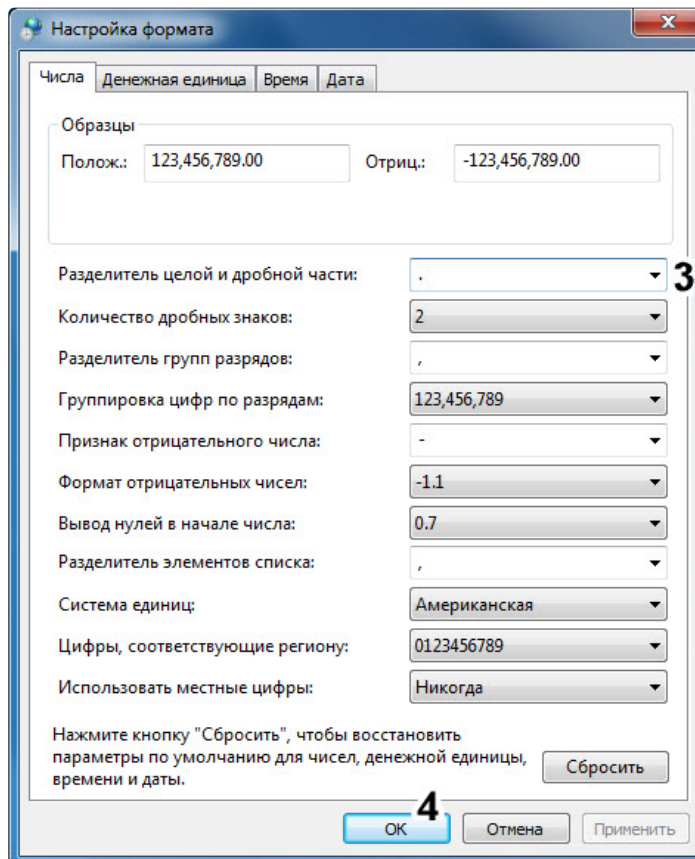 Настройка формата
Числа Денежная единица Время Дата
Образцы
Полож.: 123,456,789.00 Отриц.: -123,456,789.00
Разделитель целой и дробной части: . 3
Количество дробных знаков: 2
Разделитель групп разрядов: ,
Группировка цифр по разрядам: 123,456,789
Признак отрицательного числа: -
Формат отрицательных чисел: -1.1
Вывод нулей в начале числа: 0.7
Разделитель элементов списка: ,
Система единиц: Американская
Цифры, соответствующие региону: 0123456789
Использовать местные цифры: Никогда
Нажмите кнопку "Сбросить", чтобы восстановить
параметры по умолчанию для чисел, денежной единицы,
времени и даты.
Сбросить
4
ОК Отмена Применить